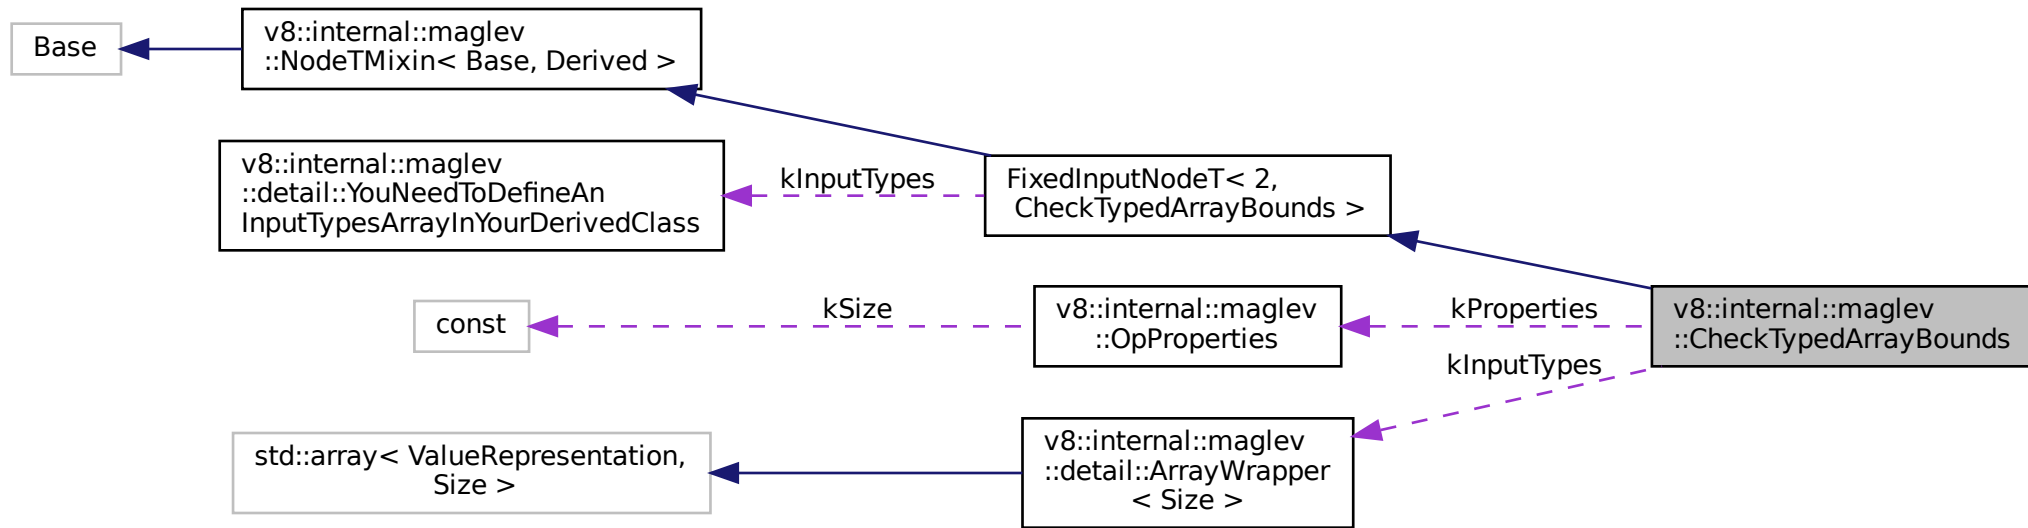 Base
v8::internal::maglev
::NodeTMixin< Base, Derived >
v8::internal::maglev
::detail::YouNeedToDefineAn
InputTypesArrayInYourDerivedClass
kInputTypes
FixedInputNodeT< 2,
CheckTypedArrayBounds >
const
kSize
v8::internal::maglev
::OpProperties
kProperties
v8::internal::maglev
::CheckTypedArrayBounds
kInputTypes
std::array< ValueRepresentation,
Size >
v8::internal::maglev
::detail::ArrayWrapper
< Size >